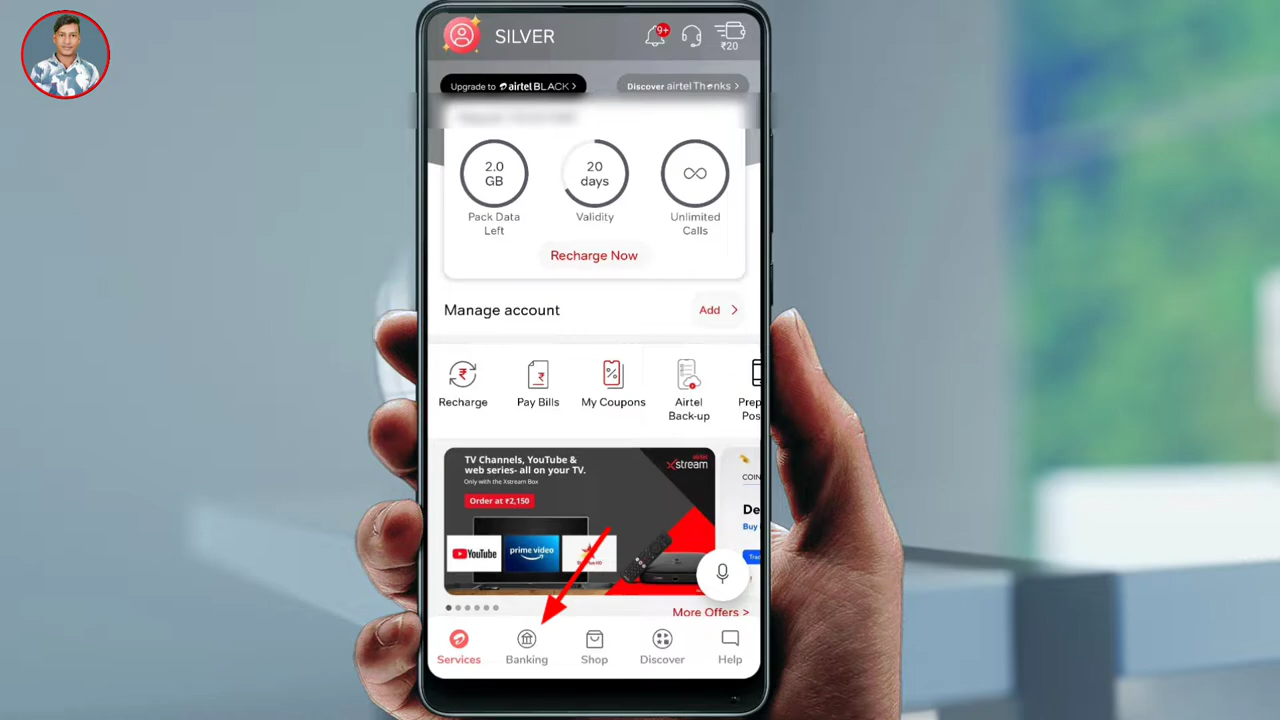 SILVER
9+
₹20
Upgrade to airtel BLACK >
Discover airtel Thanks >
2.0
GB
20
days
∞
Pack Data
Left
Validity
Unlimited
Calls
Recharge Now
Manage account
Add >
Recharge
Pay Bills
My Coupons
Airtel
Back-up
Prep
Pos
TV Channels, YouTube &
web series- all on your TV.
Only with the Xstream Box
Order at ₹2,150
xstream
YouTube
prime video
COIN
De
Buy
Trad
More Offers >
Services
Banking
Shop
Discover
Help